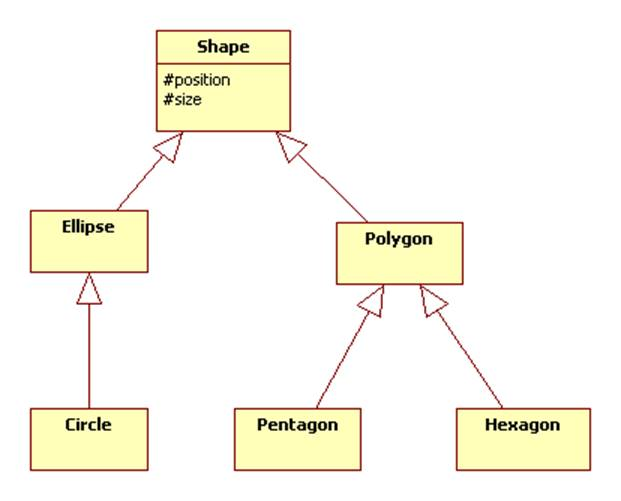 Shape
#position
#size
Ellipse
Polygon
Circle
Pentagon
Hexagon